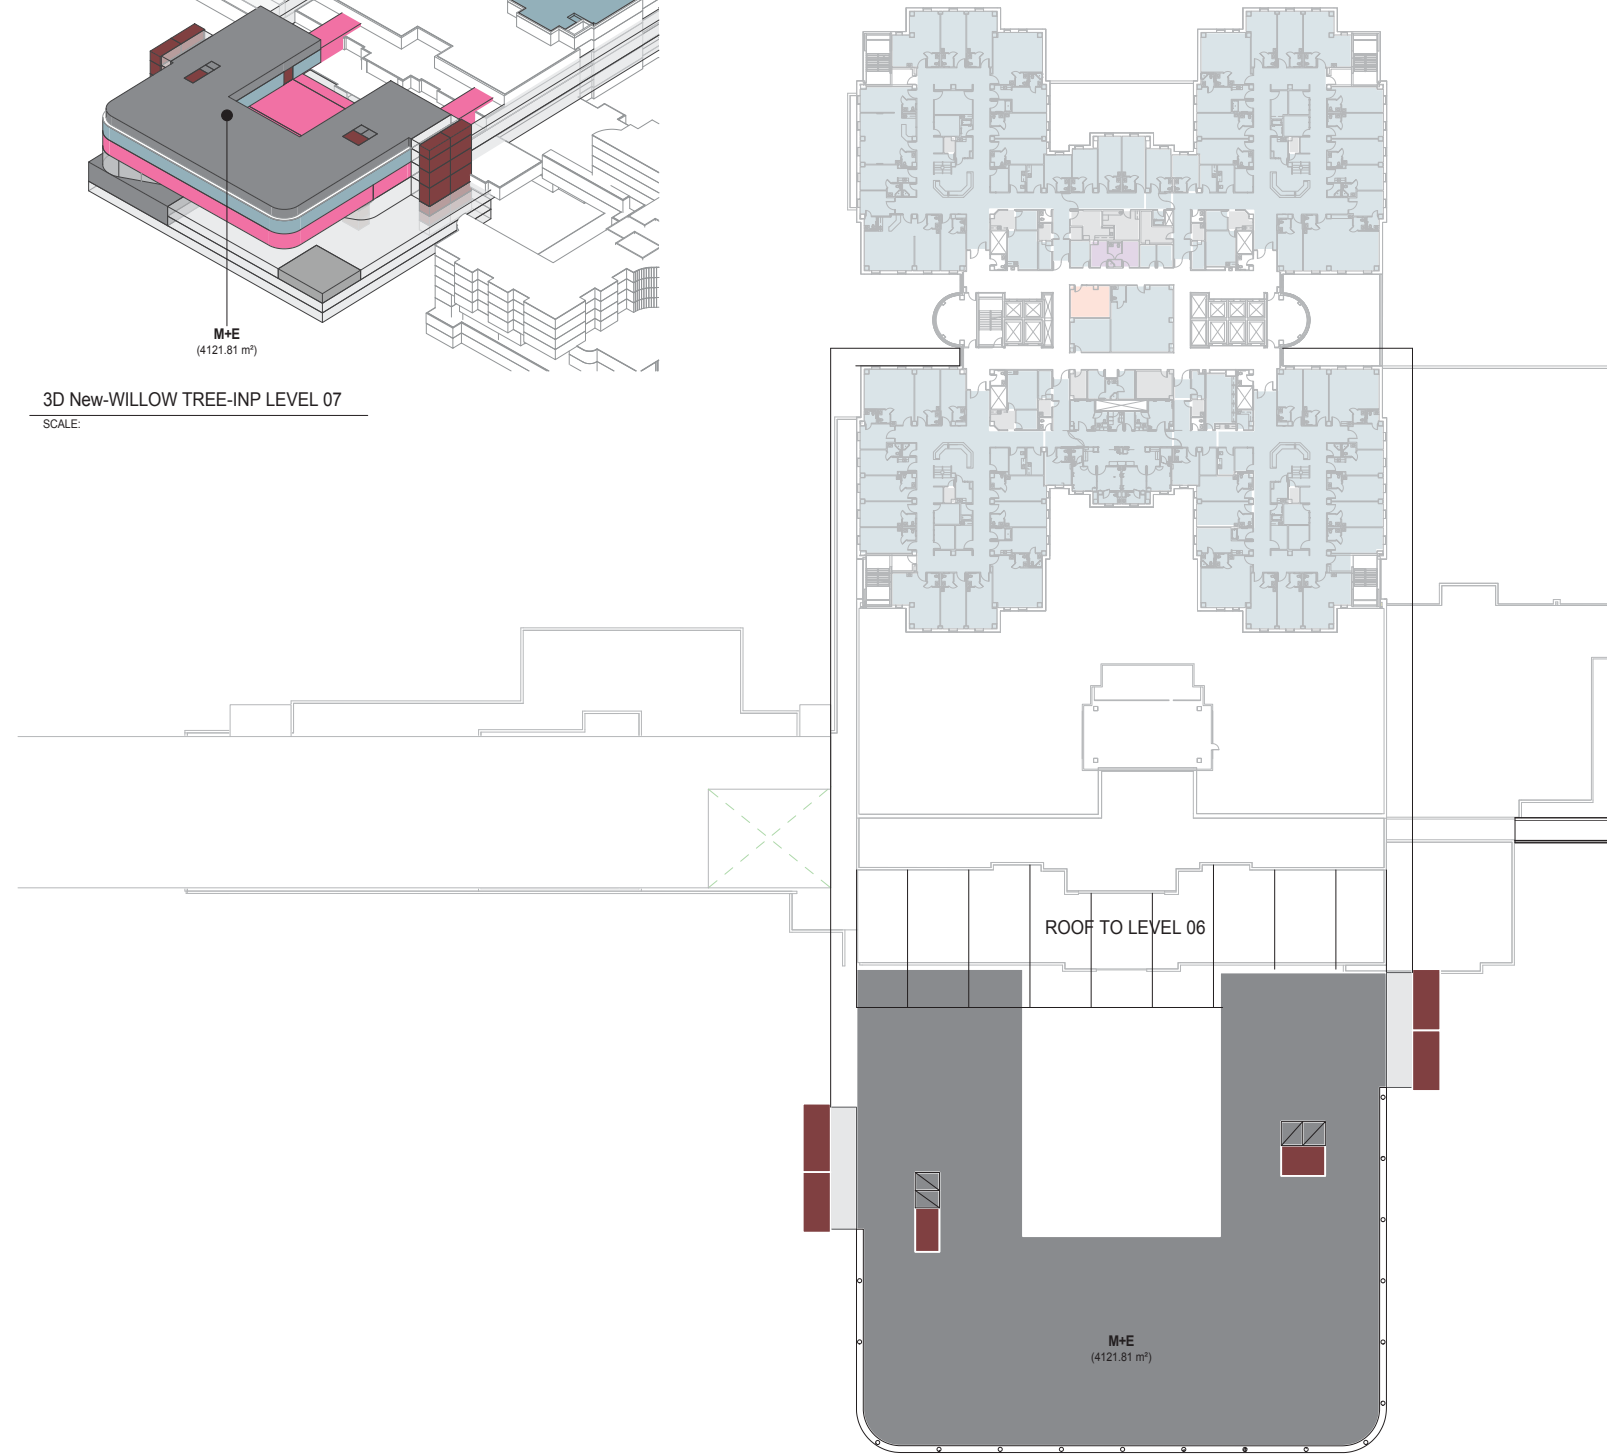 M+E
(4121.81 m²)
3D New-WILLOW TREE-INP LEVEL 07
SCALE:
ROOF TO LEVEL 06
M+E
(4121.81 m²)